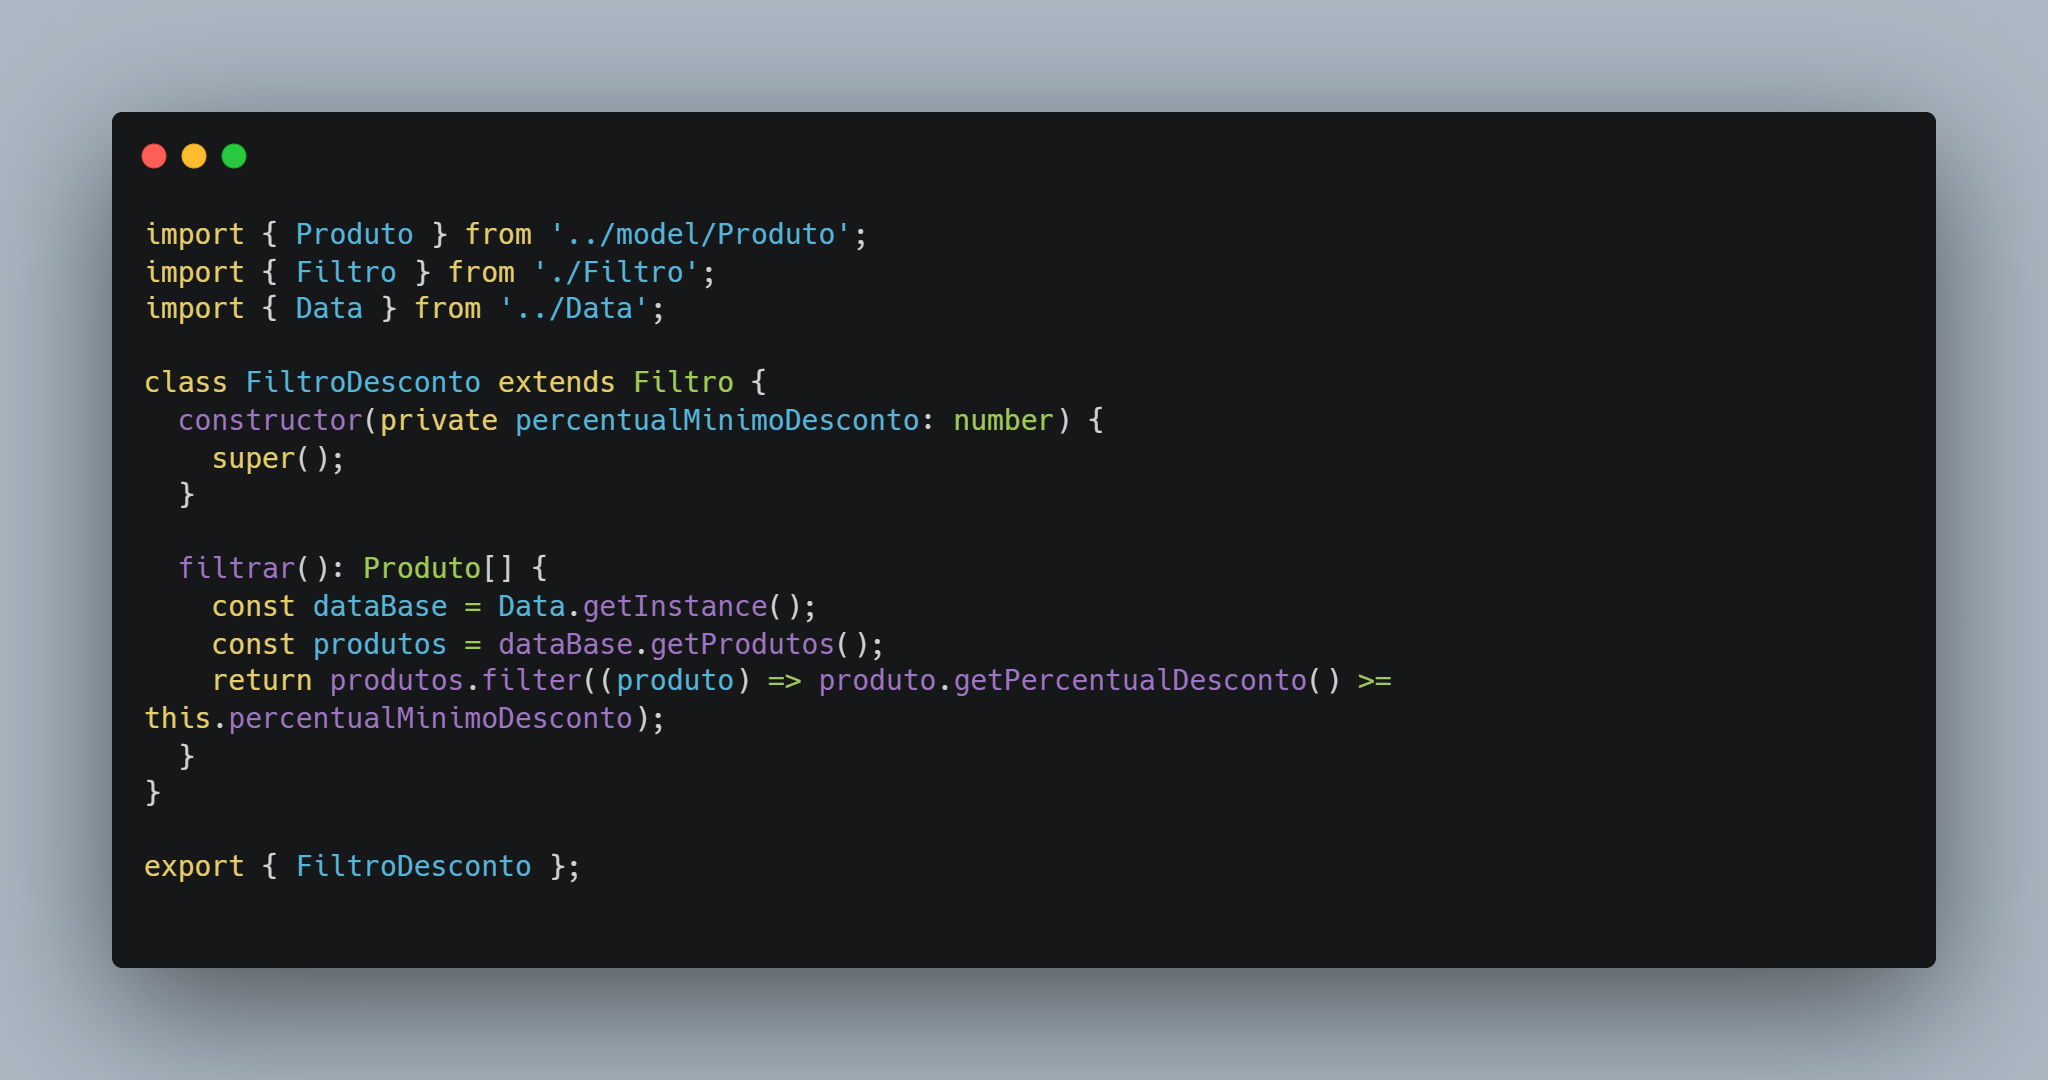 import { Produto } from '../model/Produto';
import { Filtro } from './Filtro';
import { Data } from '../Data';

class FiltroDesconto extends Filtro {
  constructor(private percentualMinimoDesconto: number) {
    super();
  }

  filtrar(): Produto[] {
    const dataBase = Data.getInstance();
    const produtos = dataBase.getProdutos();
    return produtos.filter((produto) => produto.getPercentualDesconto() >=
this.percentualMinimoDesconto);
  }
}

export { FiltroDesconto };